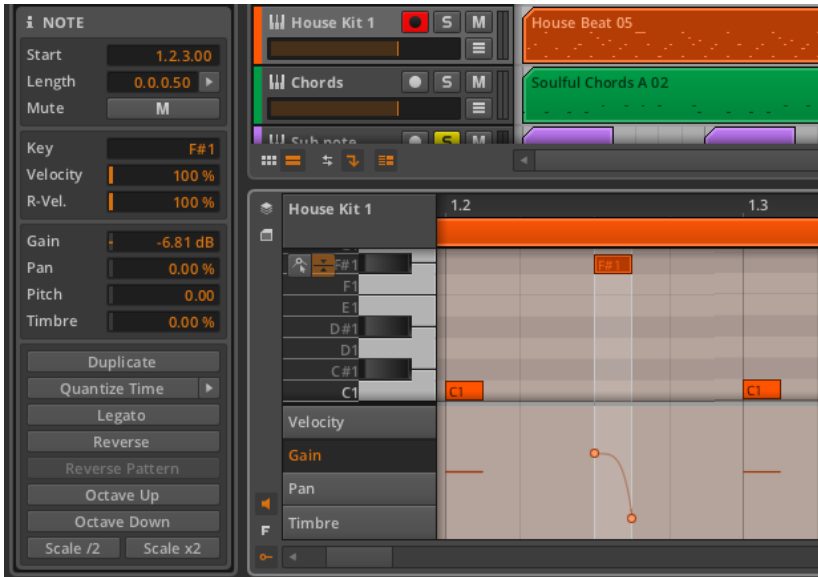 i NOTE
Start 1.2.3.00
Length 0.0.0.50
Mute M
Key F#1
Velocity 100 %
R-Vel. 100 %
Gain -6.81 dB
Pan 0.00 %
Pitch 0.00
Timbre 0.00 %
Duplicate
Quantize Time
Legato
Reverse
Reverse Pattern
Octave Up
Octave Down
Scale /2 Scale x2
House Kit 1 S M
Chords S M
Sub note S M
House Beat 05
Soulful Chords A 02
House Kit 1
1.2 1.3
F#1
F1
E1
D#1
D1
C#1
C1
F#1
C1 C1
Velocity
Gain
Pan
Timbre
F